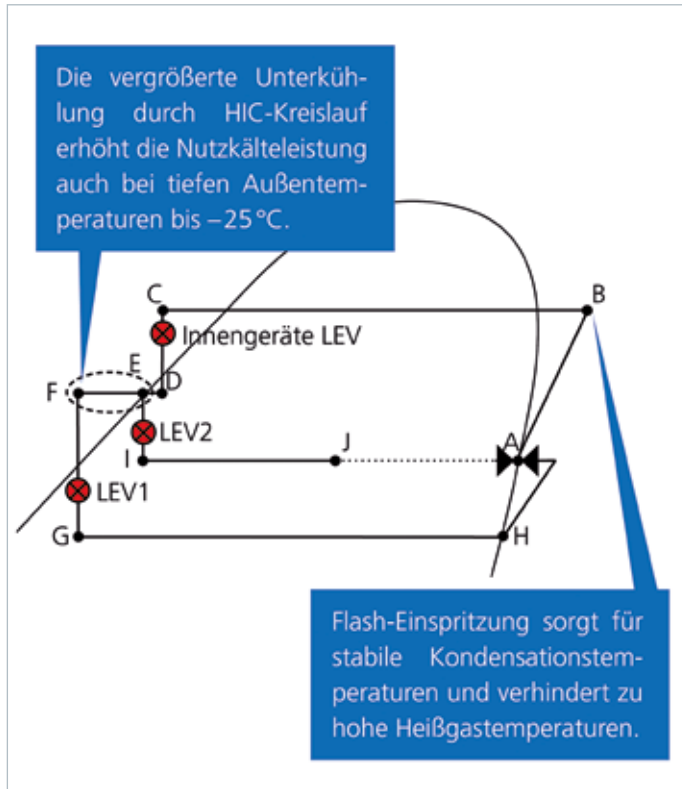 Die vergrößerte Unterküh-
lung durch HIC-Kreislauf
erhöht die Nutzkälteleistung
auch bei tiefen Außentem-
peraturen bis –25 °C.
C
B
Innengeräte LEV
E
F
D
LEV2
J
A
I
LEV1
G
H
Flash-Einspritzung sorgt für
stabile Kondensationstem-
peraturen und verhindert zu
hohe Heißgastemperaturen.